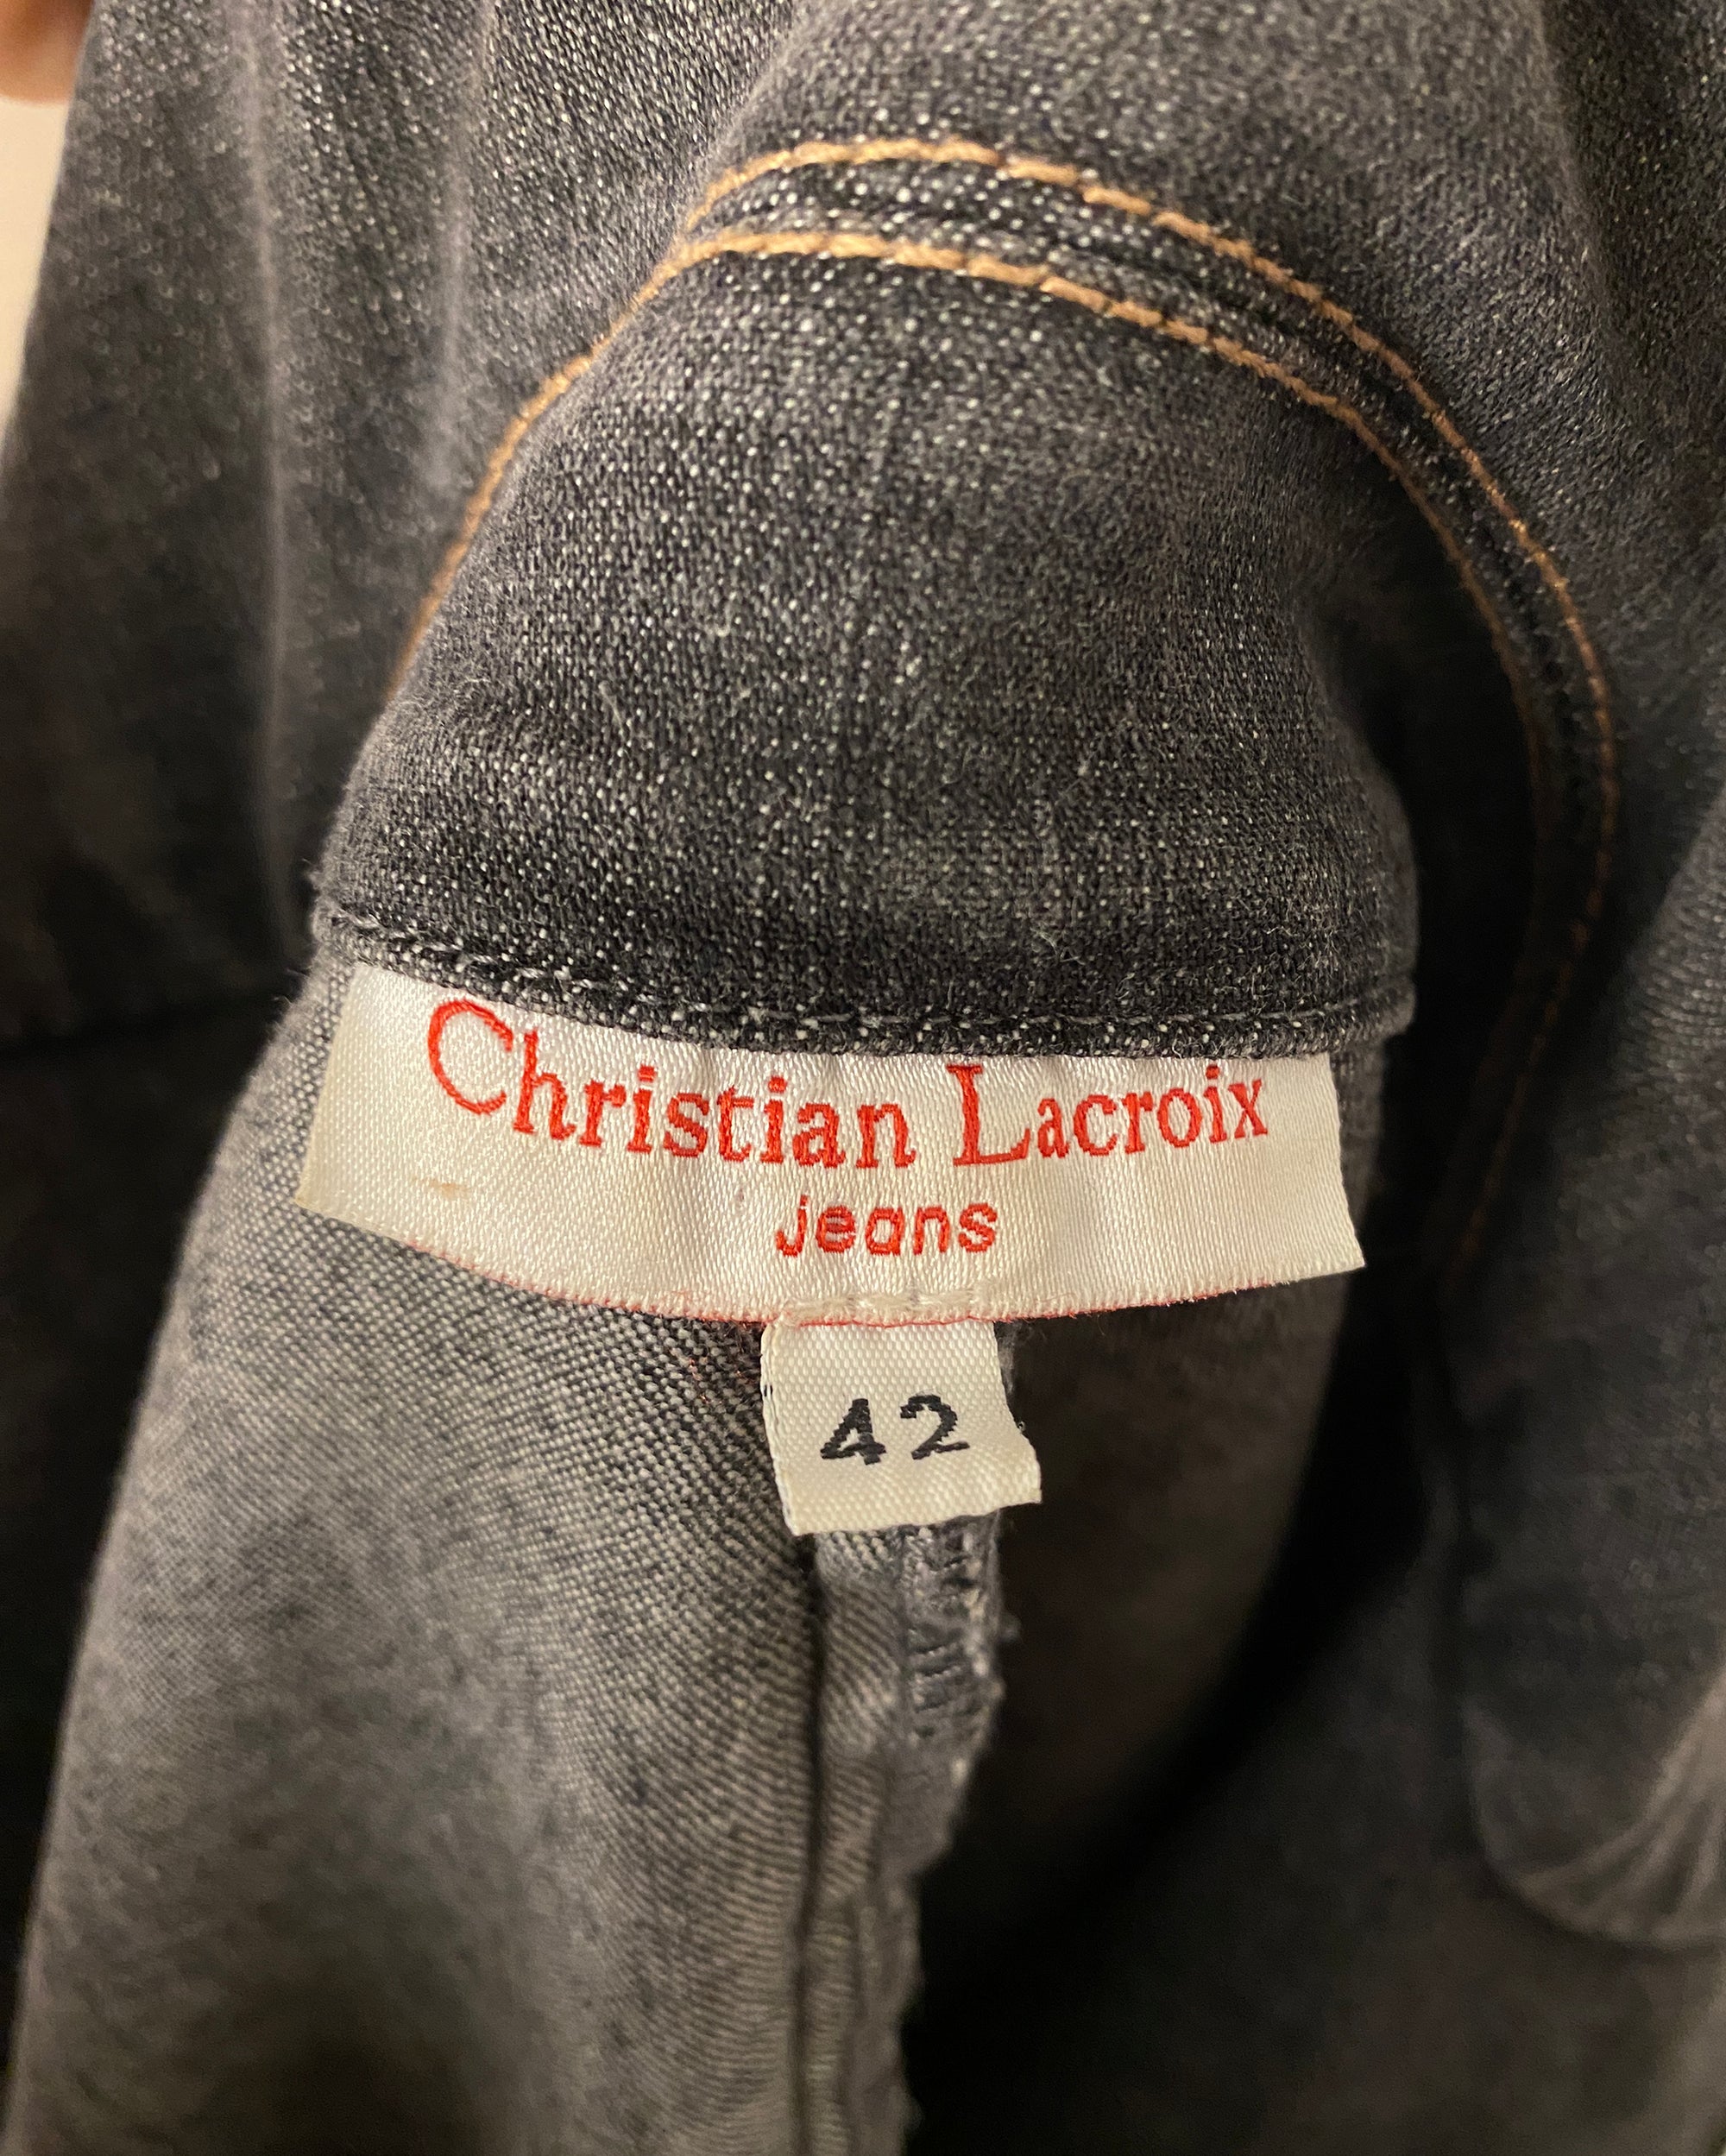 Christian Lacroix
jeans
42